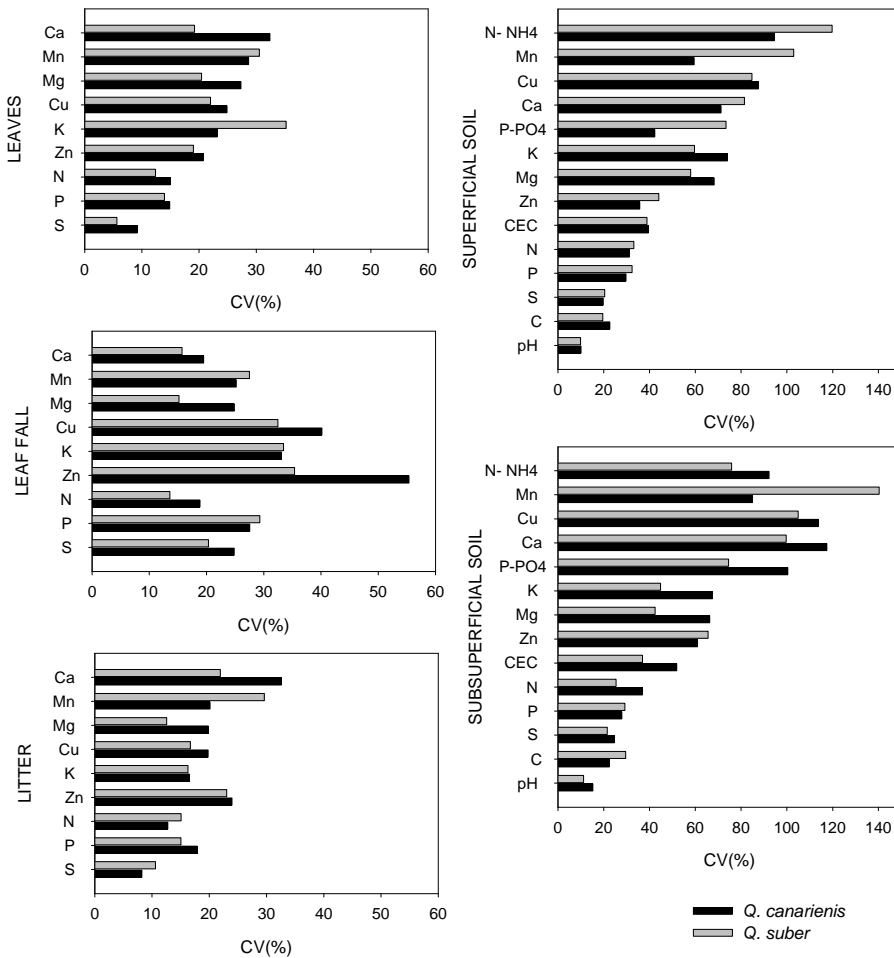 LEAVES
Ca
Mn
Mg
Cu
K
Zn
N
P
S
0 10 20 30 40 50 60
CV(%)
LEAF FALL
Ca
Mn
Mg
Cu
K
Zn
N
P
S
0 10 20 30 40 50 60
CV(%)
LITTER
Ca
Mn
Mg
Cu
K
Zn
N
P
S
0 10 20 30 40 50 60
CV(%)
SUPERFICIAL SOIL
N- NH4
Mn
Cu
Ca
P-PO4
K
Mg
Zn
CEC
N
P
S
C
pH
0 20 40 60 80 100 120 140
CV(%)
SUBSUPERFICIAL SOIL
N- NH4
Mn
Cu
Ca
P-PO4
K
Mg
Zn
CEC
N
P
S
C
pH
0 20 40 60 80 100 120 140
CV(%)
Q. canarienis
Q. suber